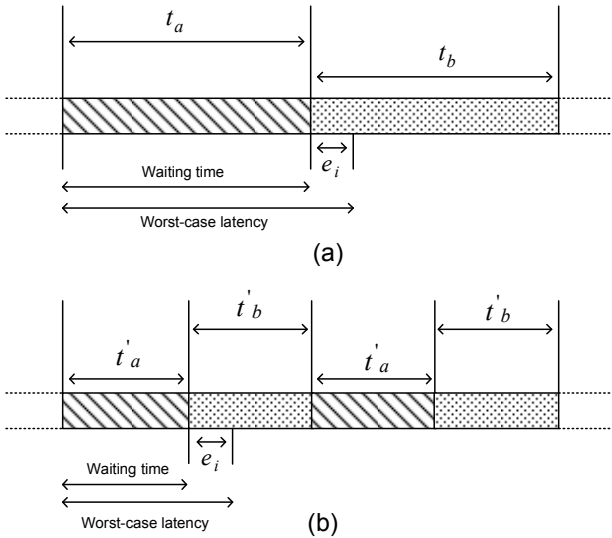 t_a
t_b
e_i
Waiting time
Worst-case latency
(a)
t'_b t'_b
t'_a t'_a
e_i
Waiting time
Worst-case latency
(b)